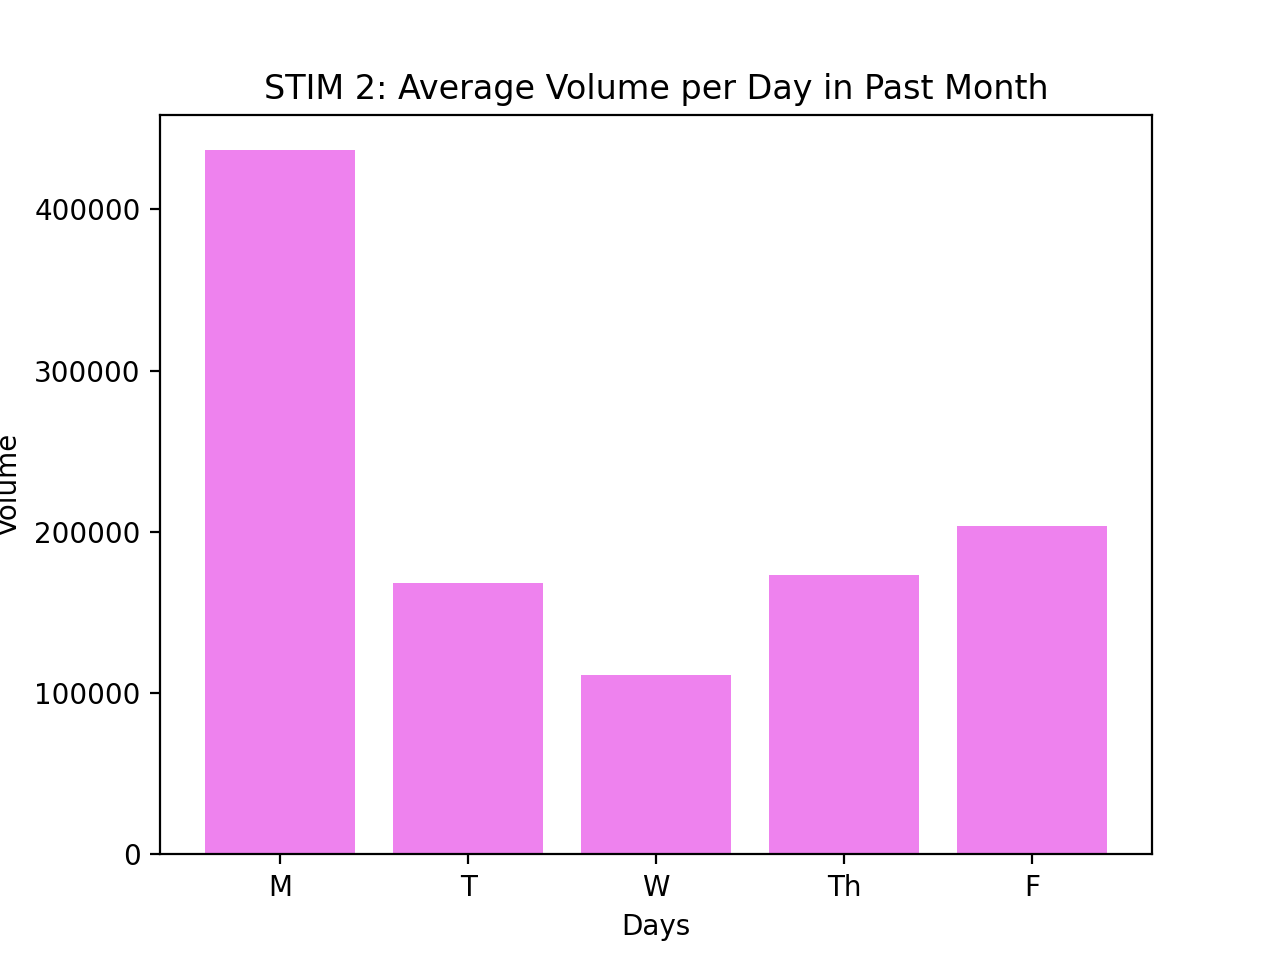 STIM 2: Average Volume per Day in Past Month
Volume
400000
300000
200000
100000
0
M T W Th F
Days